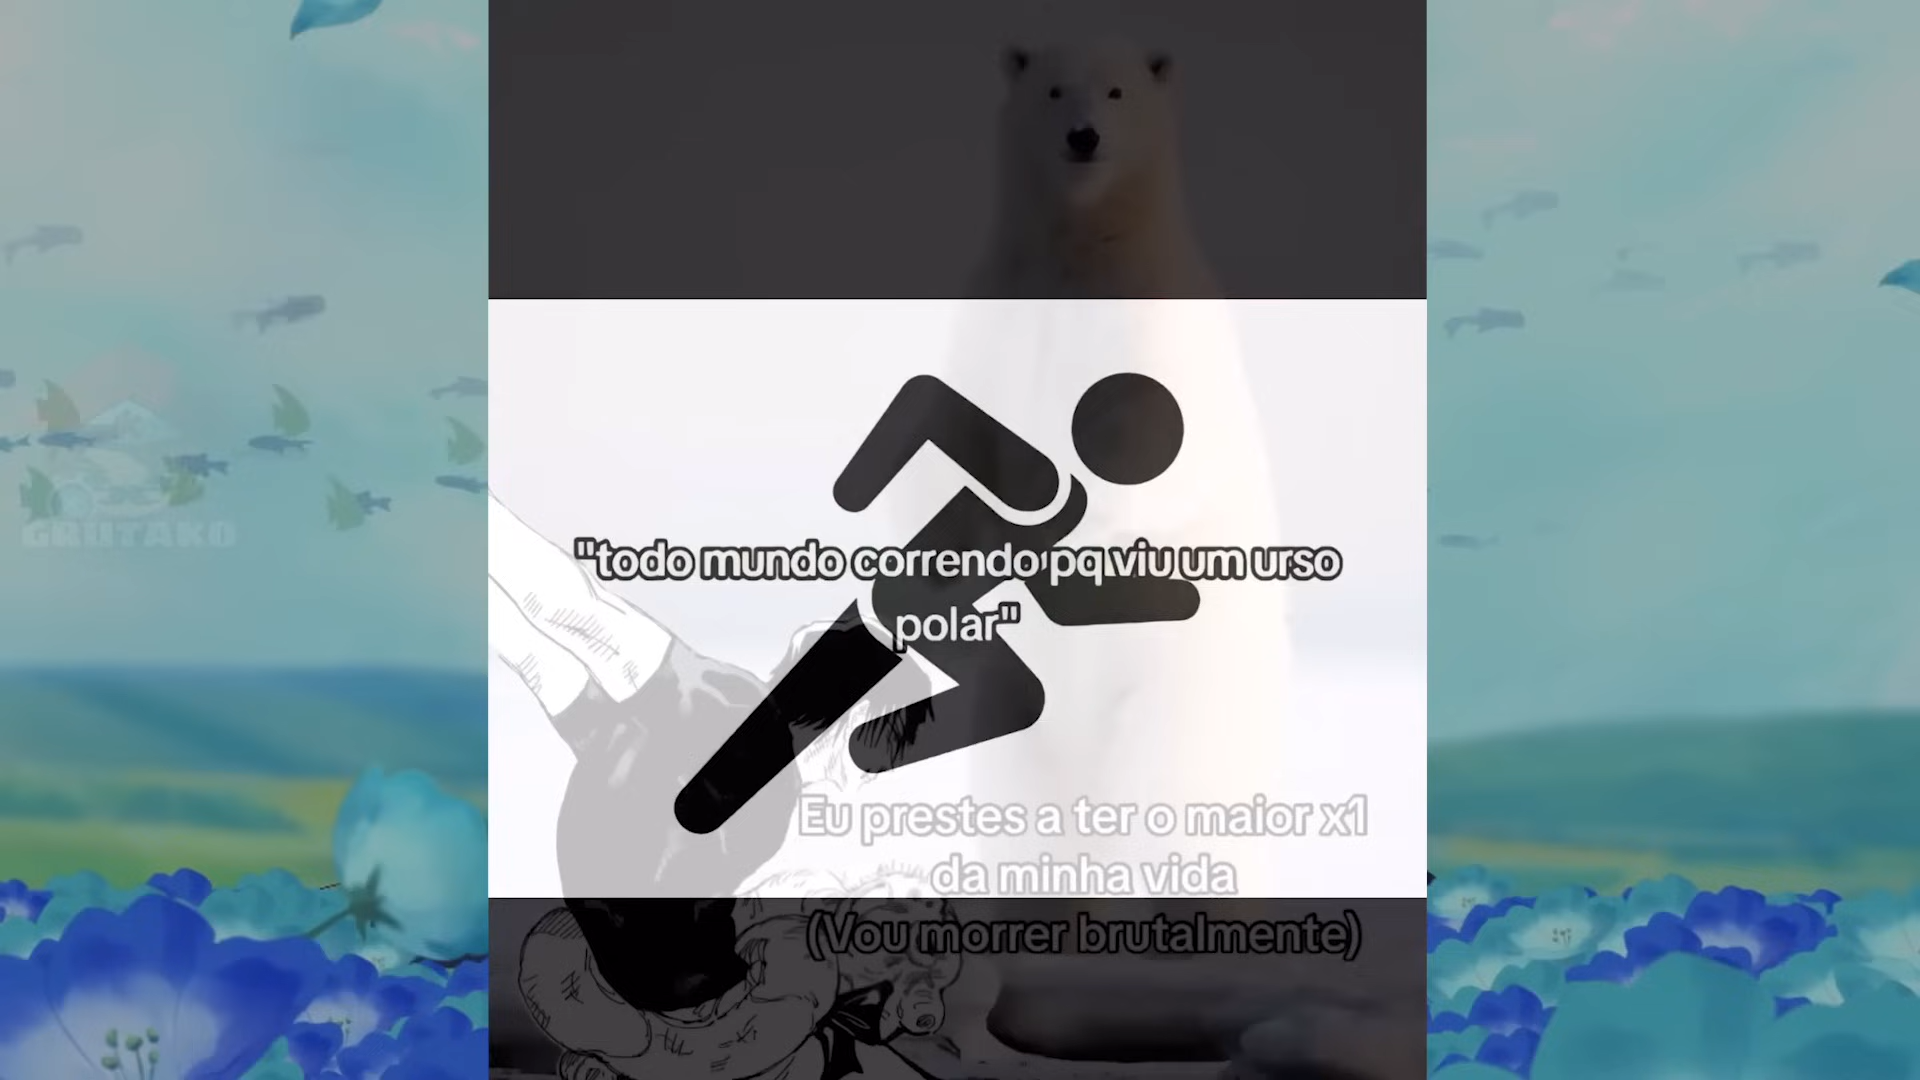 "todo mundo correndo pq viu um urso
polar"
Eu prestes a ter o maior x1
da minha vida
(Vou morrer brutalmente)
GRUTAKO